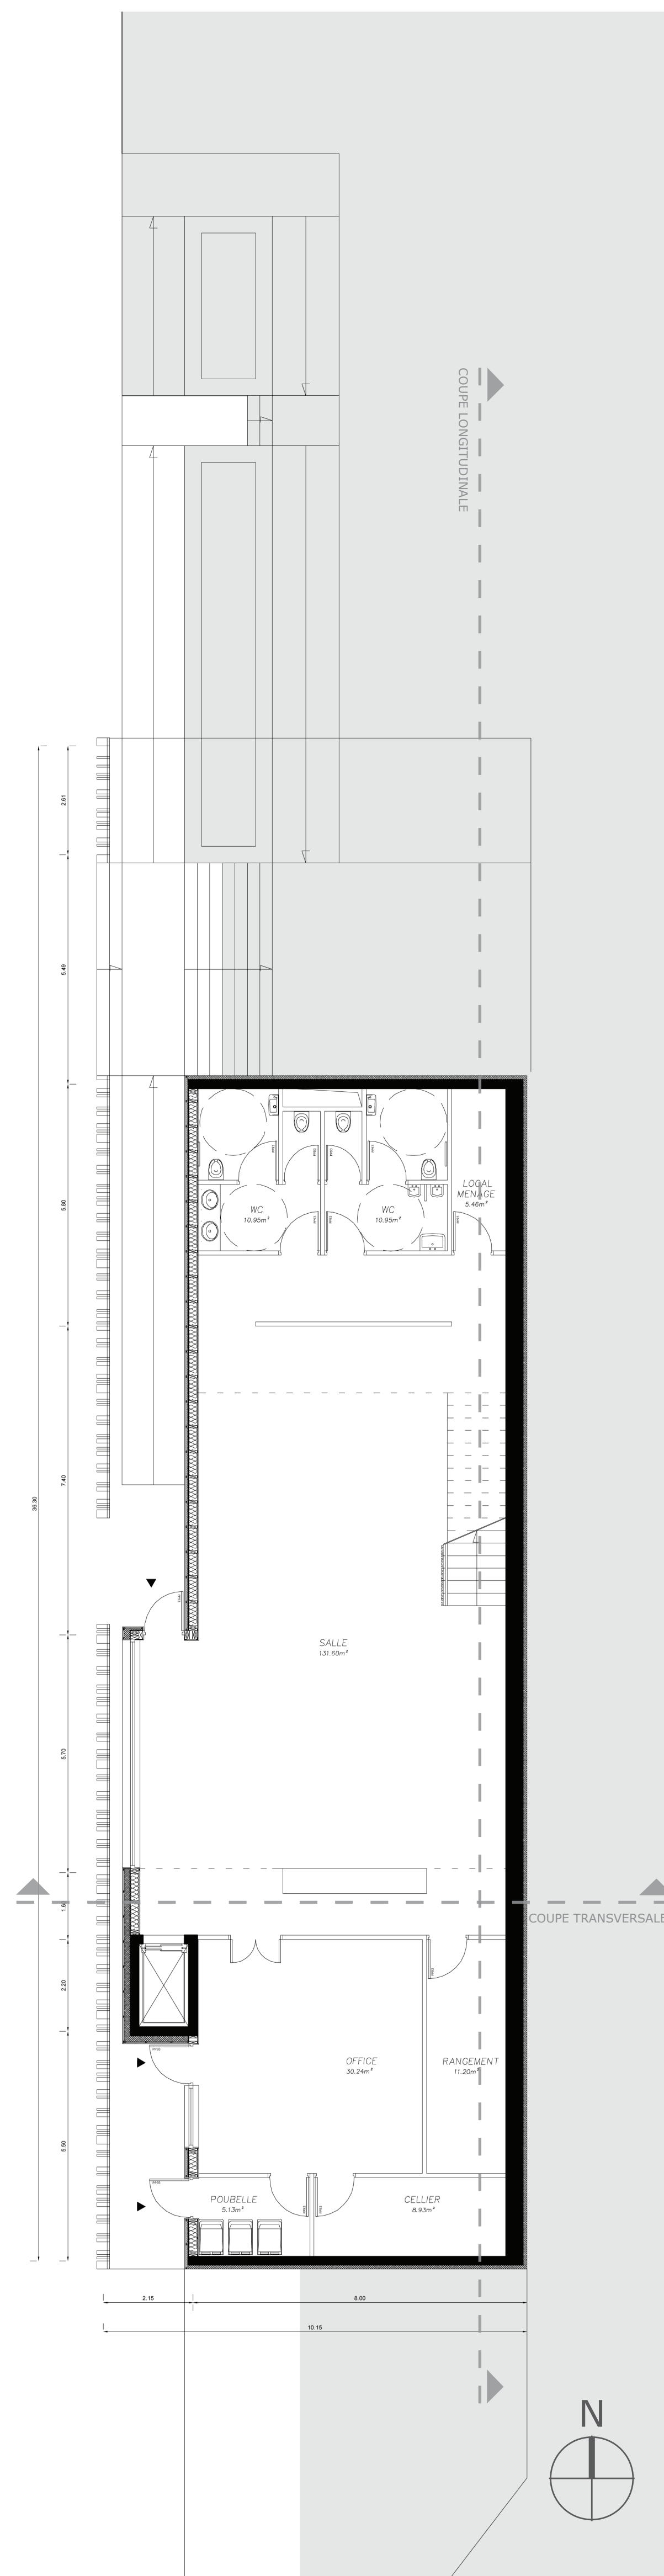 COUPE LONGITUDINALE
2.61
5.49
5.80
7.40
36.30
5.70
1.6
2.20
5.50
WC
10.95m²
WC
10.95m²
LOCAL
MENAGE
5.46m²
SALLE
131.60m²
COUPE TRANSVERSALE
OFFICE
30.24m²
RANGEMENT
11.20m²
POUBELLE
5.13m²
CELLIER
8.93m²
2.15
8.00
10.15
N